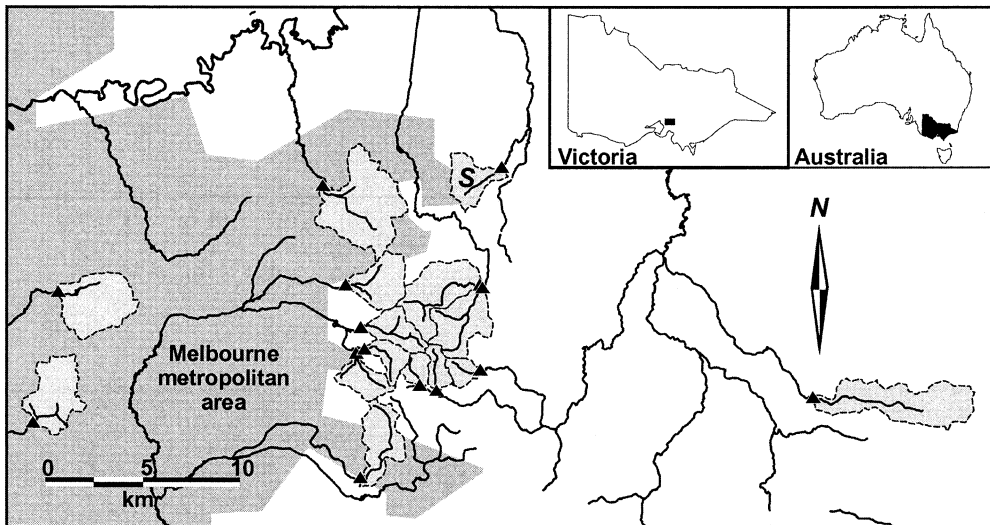 Victoria
Australia
S
N
Melbourne
metropolitan
area
0 5 10
km